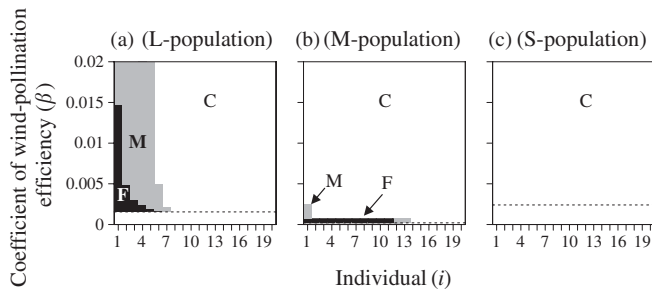 (a) (L-population)
(b) (M-population)
(c) (S-population)
Coefficient of wind-pollination
efficiency (β)
0.02
0.015
0.01
0.005
0
C
M
F
C
M
F
C
1 4 7 10 13 16 19
1 4 7 10 13 16 19
1 4 7 10 13 16 19
Individual (i)